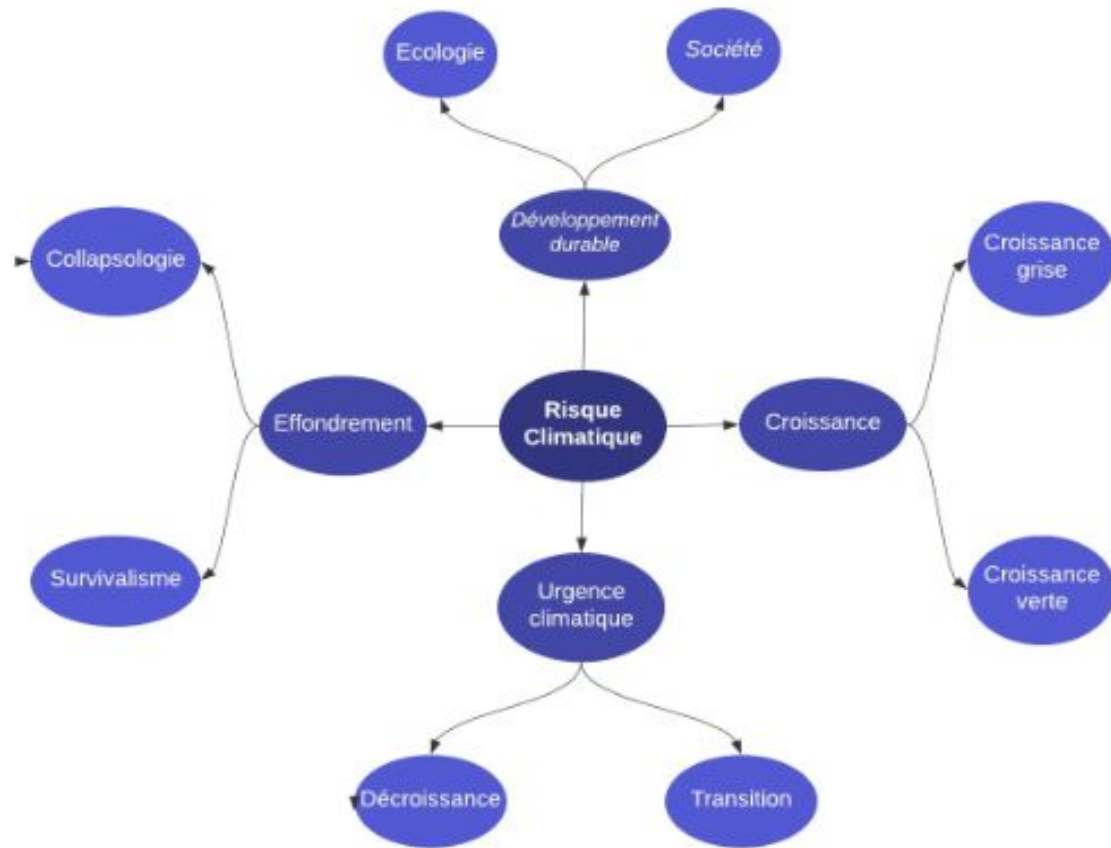 Ecologie
Société
Développement
durable
Collapsologie
Croissance
grise
Effondrement
Risque
Climatique
Croissance
Survivalisme
Urgence
climatique
Croissance
verte
Décroissance
Transition